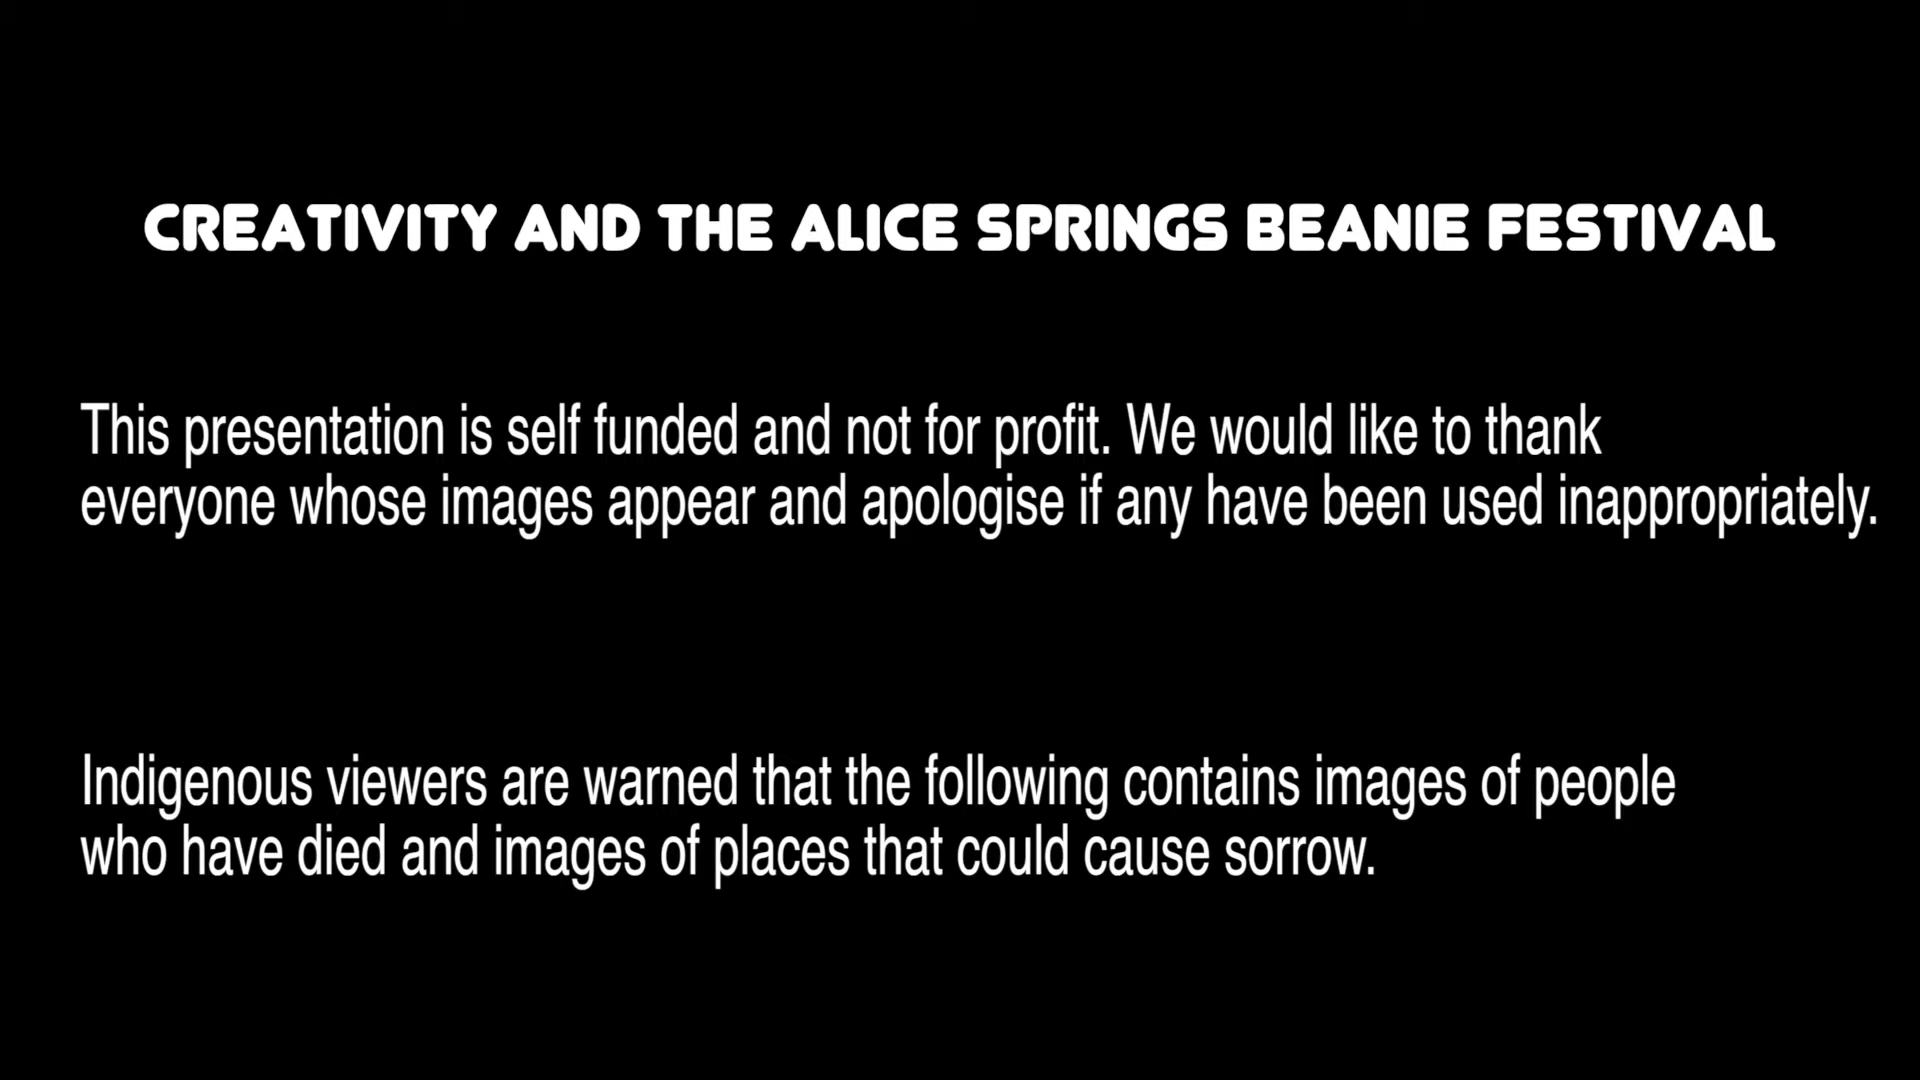 CREATIVITY AND THE ALICE SPRINGS BEANIE FESTIVAL
This presentation is self funded and not for profit. We would like to thank
everyone whose images appear and apologise if any have been used inappropriately.
Indigenous viewers are warned that the following contains images of people
who have died and images of places that could cause sorrow.